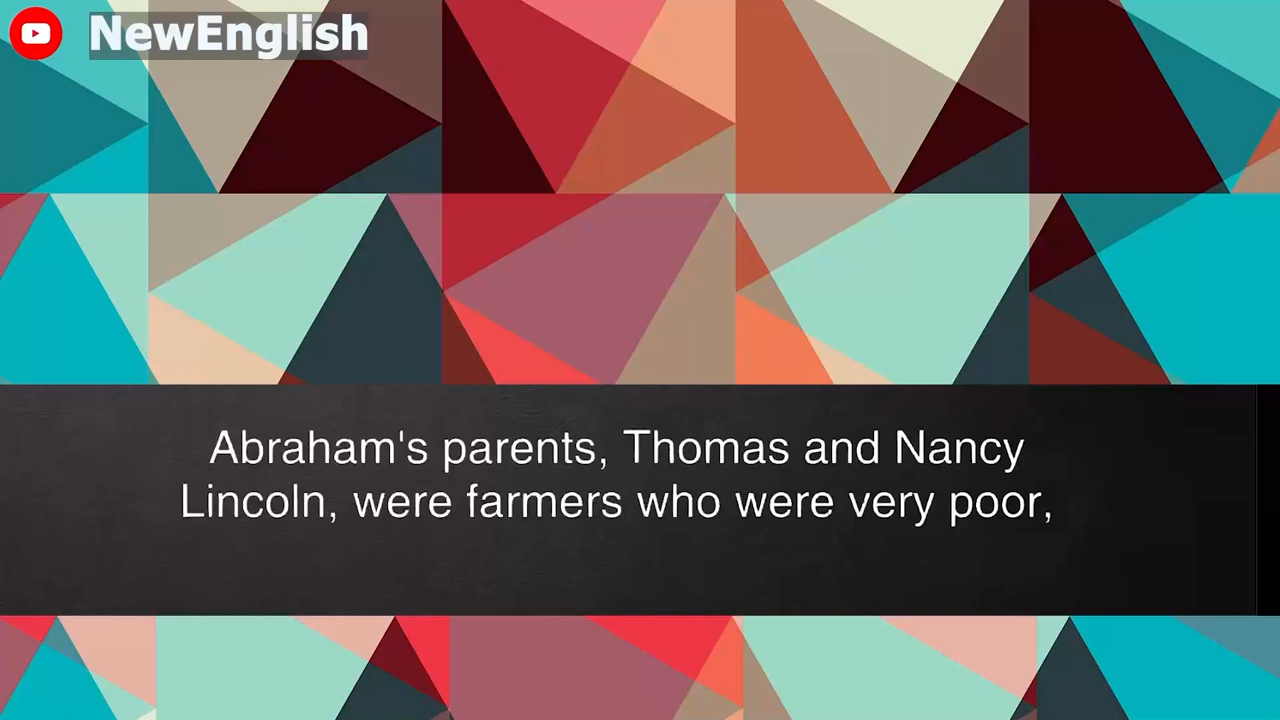 NewEnglish
Abraham's parents, Thomas and Nancy
Lincoln, were farmers who were very poor,